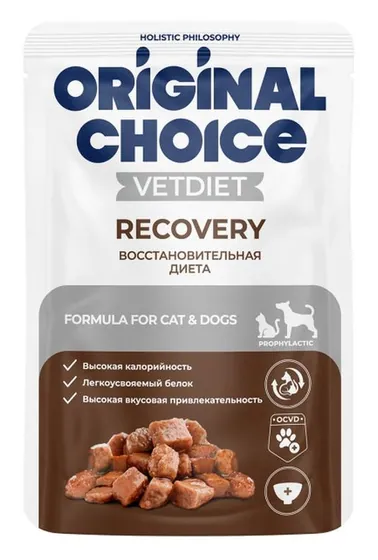 HOLISTIC PHILOSOPHY
ORIGINAL
CHOICE
VETDIET
RECOVERY
ВОССТАНОВИТЕЛЬНАЯ
ДИЕТА
FORMULA FOR CAT & DOGS
PROPHYLACTIC
Высокая калорийность
Легкоусвояемый белок
Высокая вкусовая привлекательность
OCVD